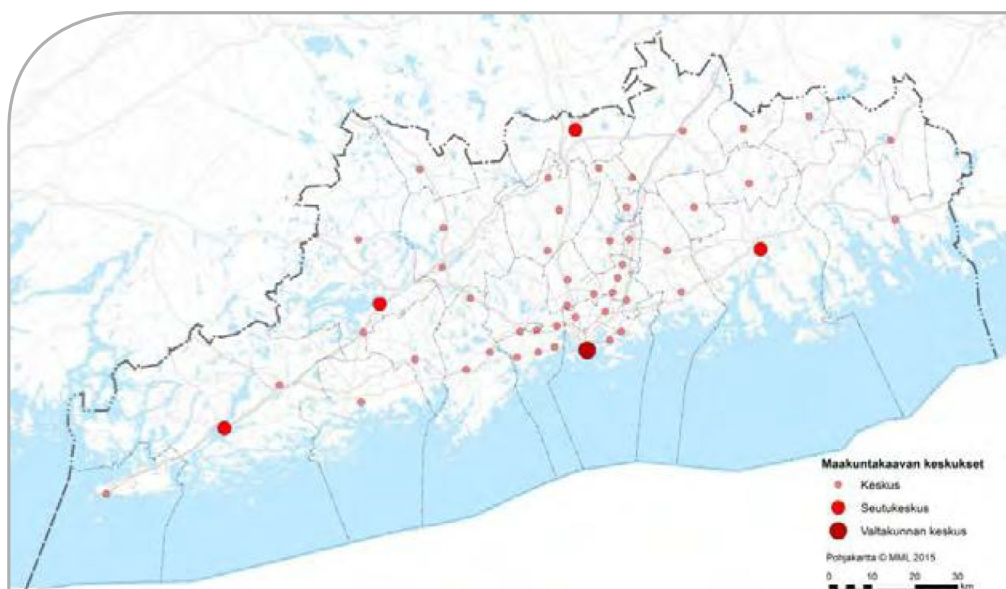 Maakuntakaavan keskukset
Keskus
Seutukeskus
Valtakunnan keskus
Pohjakartta © MML 2015
0 10 20 30
km